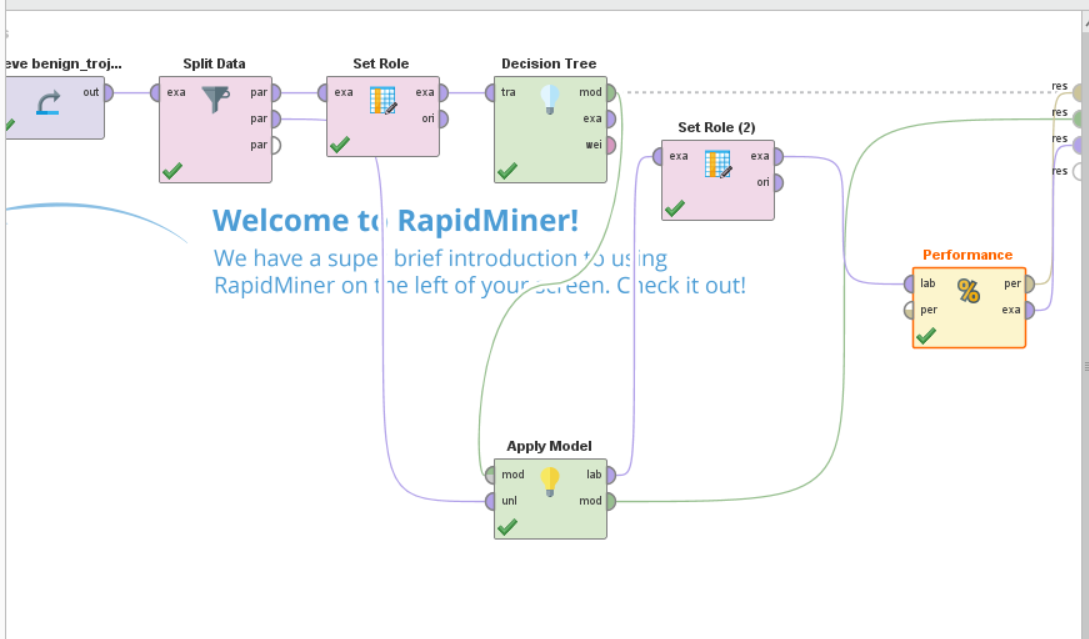 eve benign_troj...
out
Split Data
exa
par
par
par
Set Role
exa
exa
ori
Decision Tree
tra
mod
exa
wei
Set Role (2)
exa
exa
ori
res
res
res
res
Welcome to RapidMiner!
We have a super brief introduction to using
RapidMiner on the left of your screen. Check it out!
Performance
lab
per
per
exa
Apply Model
mod
lab
unl
mod